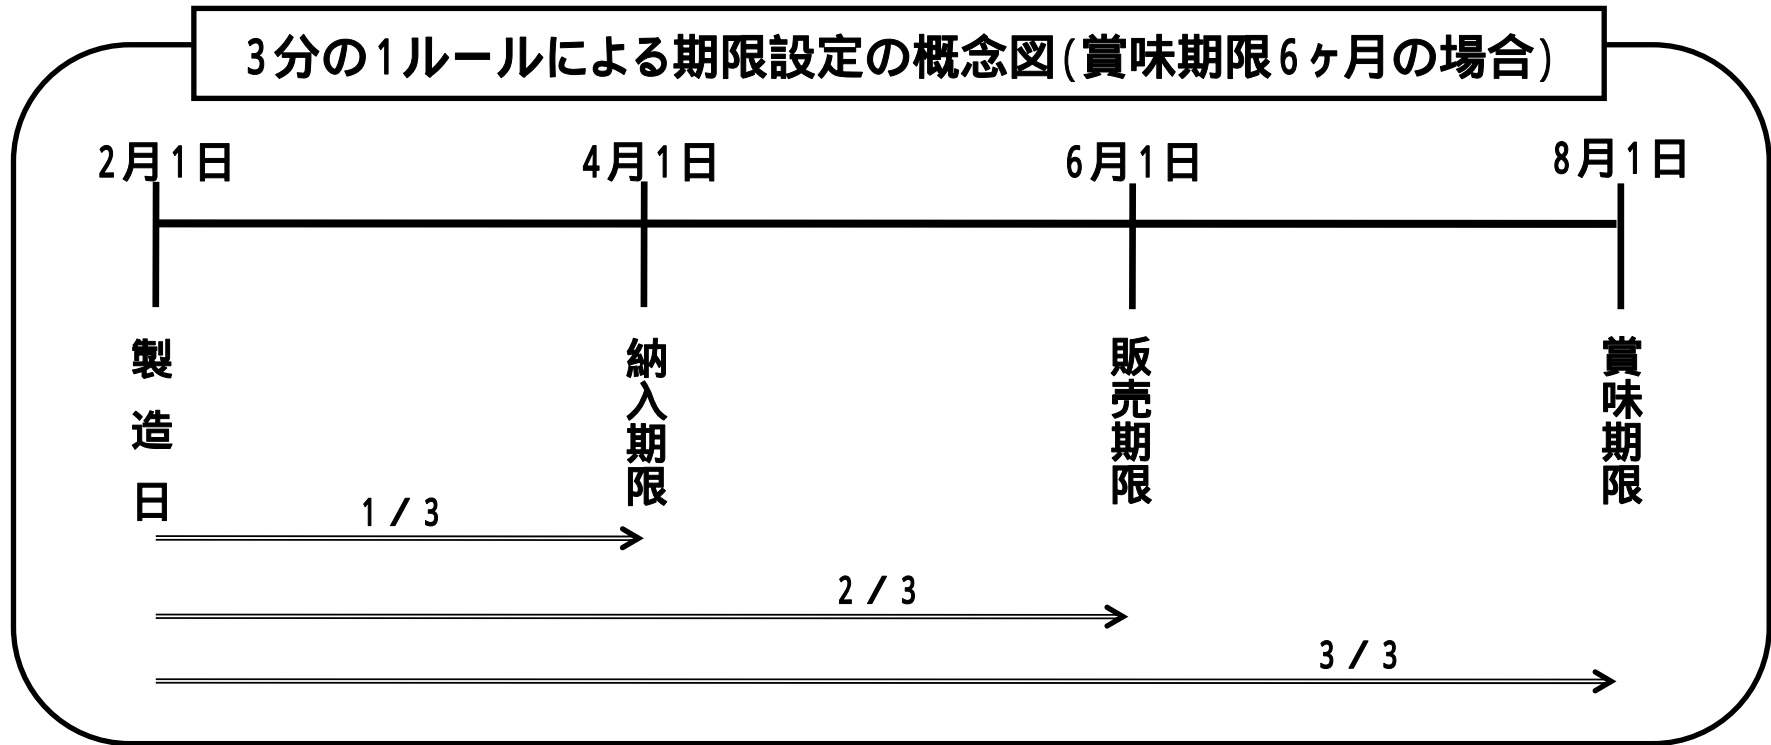 3分の1ルールによる期限設定の概念図(賞味期限6ヶ月の場合)
2月1日
4月1日
6月1日
8月1日
製造日
納入期限
販売期限
賞味期限
1/3
2/3
3/3